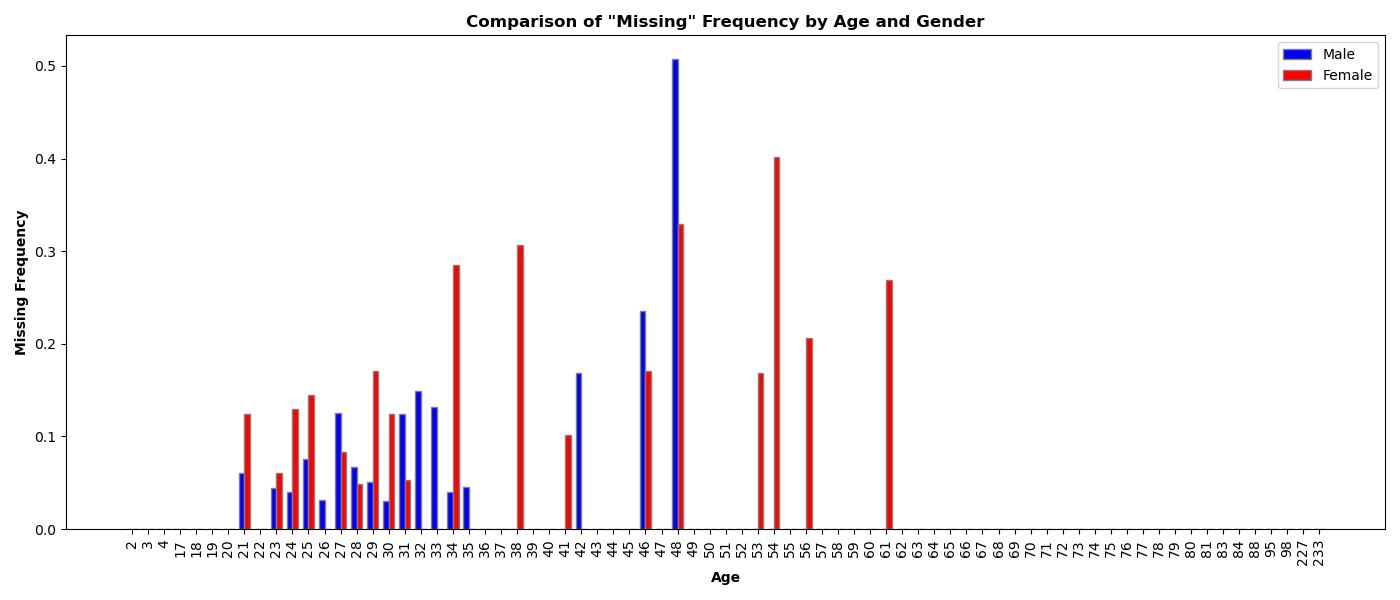 Comparison of "Missing" Frequency by Age and Gender
Male
Female
Missing Frequency
0.5
0.4
0.3
0.2
0.1
0.0
2 3 4 17 18 19 20 21 22 23 24 25 26 27 28 29 30 31 32 33 34 35 36 37 38 39 40 41 42 43 44 45 46 47 48 49 50 51 52 53 54 55 56 57 58 59 60 61 62 63 64 65 66 67 68 69 70 71 72 73 74 75 76 77 78 79 80 81 83 84 88 95 98 227 233
Age